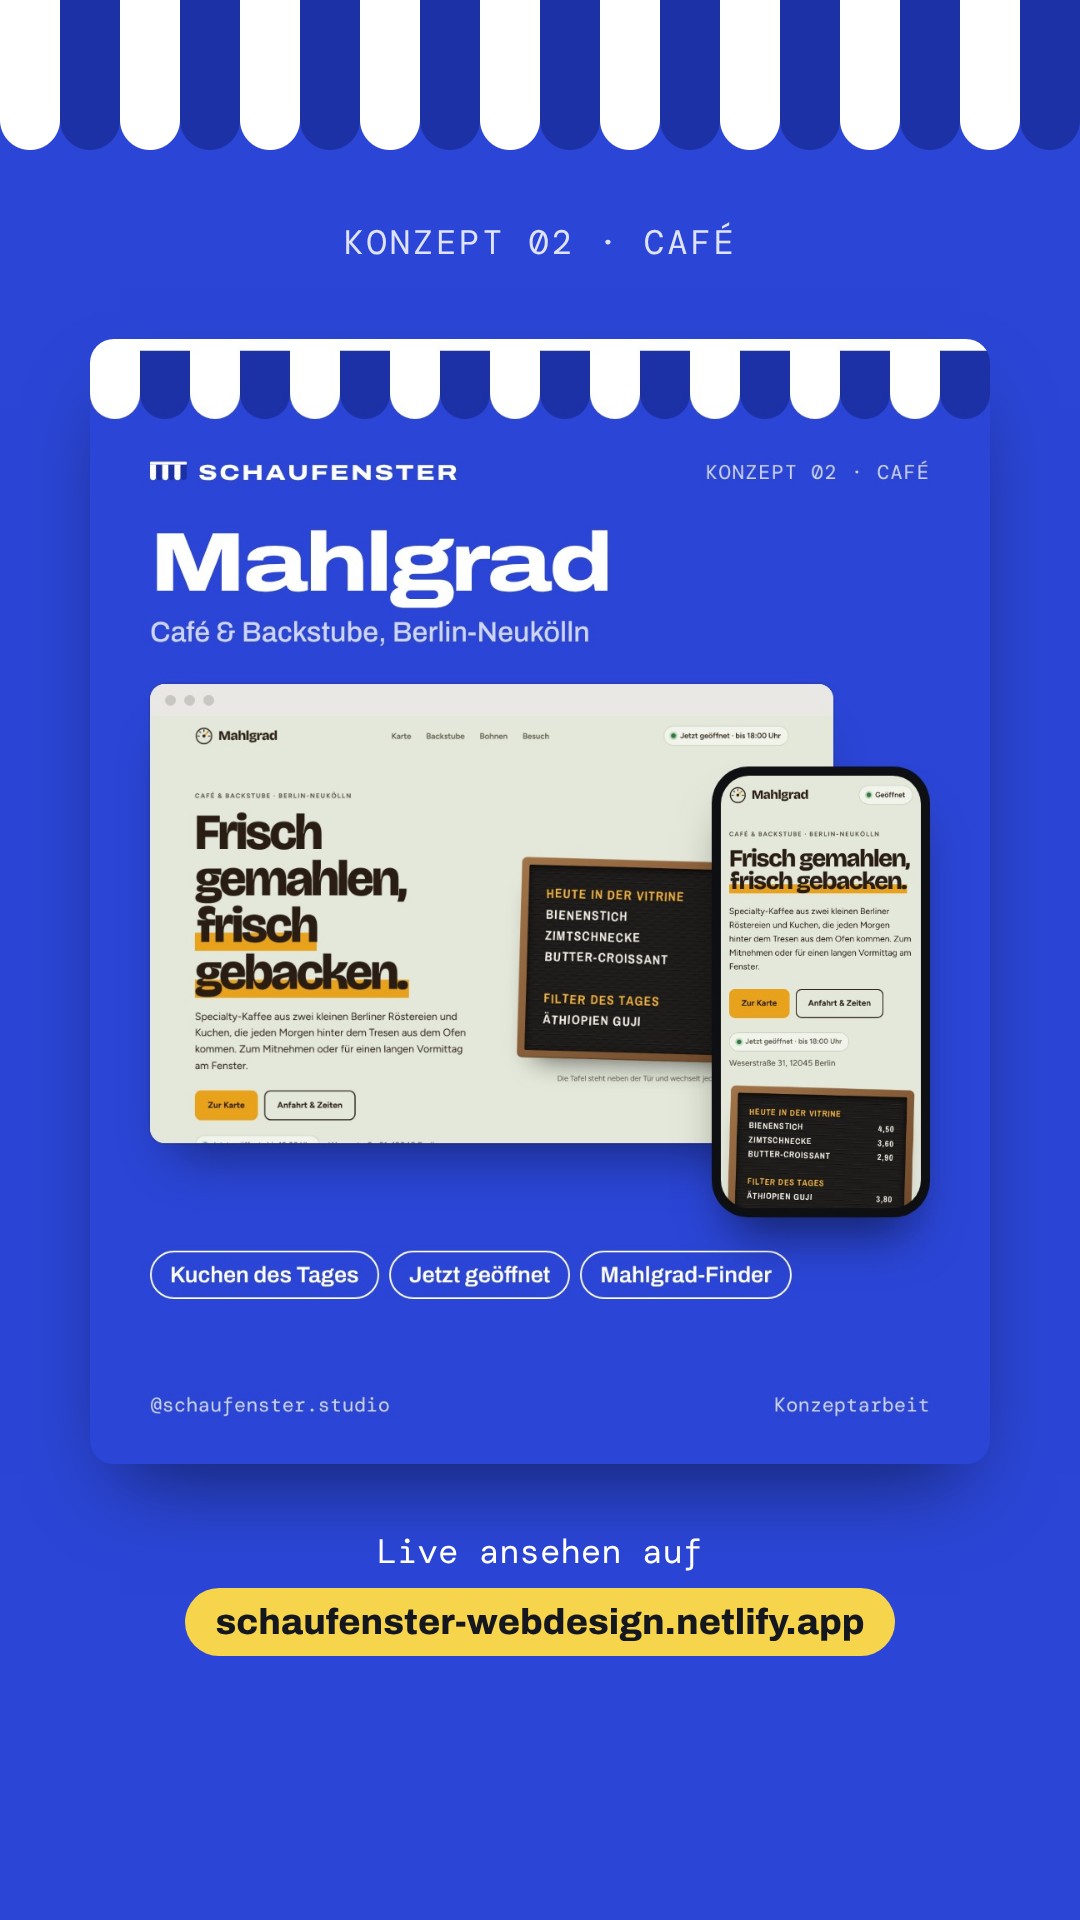 KONZEPT 02 · CAFÉ
SCHAUFENSTER
KONZEPT 02 · CAFÉ
Mahlgrad
Café & Backstube, Berlin-Neukölln
Mahlgrad
Karte Backstube Bohnen Besuch
Jetzt geöffnet · bis 18:00 Uhr
CAFÉ & BACKSTUBE · BERLIN-NEUKÖLLN
Frisch
gemahlen,
frisch
gebacken.
Specialty-Kaffee aus zwei kleinen Berliner Röstereien und
Kuchen, die jeden Morgen hinter dem Tresen aus dem Ofen
kommen. Zum Mitnehmen oder für einen langen Vormittag
am Fenster.
Zur Karte
Anfahrt & Zeiten
HEUTE IN DER VITRINE
BIENENSTICH
ZIMTSCHNECKE
BUTTER-CROISSANT
FILTER DES TAGES
ÄTHIOPIEN GUJI
Die Tafel steht neben der Tür und wechselt
Mahlgrad
Geöffnet
CAFÉ & BACKSTUBE · BERLIN-NEUKÖLLN
Frisch gemahlen,
frisch gebacken.
Specialty-Kaffee aus zwei kleinen Berliner
Röstereien und Kuchen, die jeden Morgen
hinter dem Tresen aus dem Ofen kommen. Zum
Mitnehmen oder für einen langen Vormittag am
Fenster.
Zur Karte
Anfahrt & Zeiten
Jetzt geöffnet · bis 18:00 Uhr
Weserstraße 31, 12045 Berlin
HEUTE IN DER VITRINE
BIENENSTICH 4,50
ZIMTSCHNECKE 3,60
BUTTER-CROISSANT 2,90
FILTER DES TAGES
ÄTHIOPIEN GUJI 3,80
Kuchen des Tages
Jetzt geöffnet
Mahlgrad-Finder
@schaufenster.studio
Konzeptarbeit
Live ansehen auf
schaufenster-webdesign.netlify.app